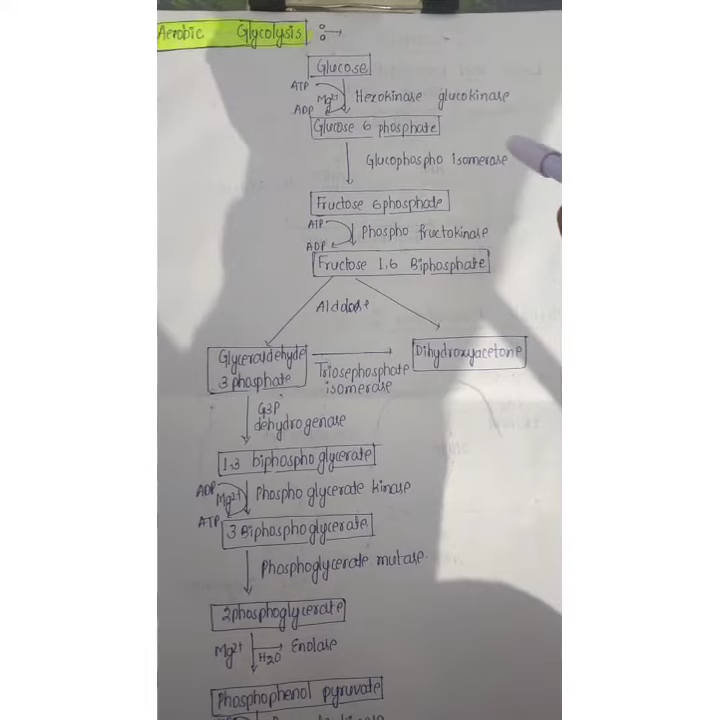 Aerobic Glycolysis :→
Glucose
ATP
Mg2+ Hexokinase glucokinase
ADP
Glucose 6 phosphate
Glucophospho isomerase
Fructose 6phosphate
ATP
Phospho fructokinase
ADP
Fructose 1,6 Biphosphate
Aldolase
Glyceraldehyde
3phosphate
Dihydroxyacetone
Triosephosphate
isomerase
G3P
dehydrogenase
1.3 biphospho glycerate
ADP
Mg2+ Phospho glycerate kinase
ATP
3 Biphosphoglycerate
Phosphoglycerate mutase.
2phosphoglycerate
Mg2+ H2O Enolase
Phosphophenol pyruvate